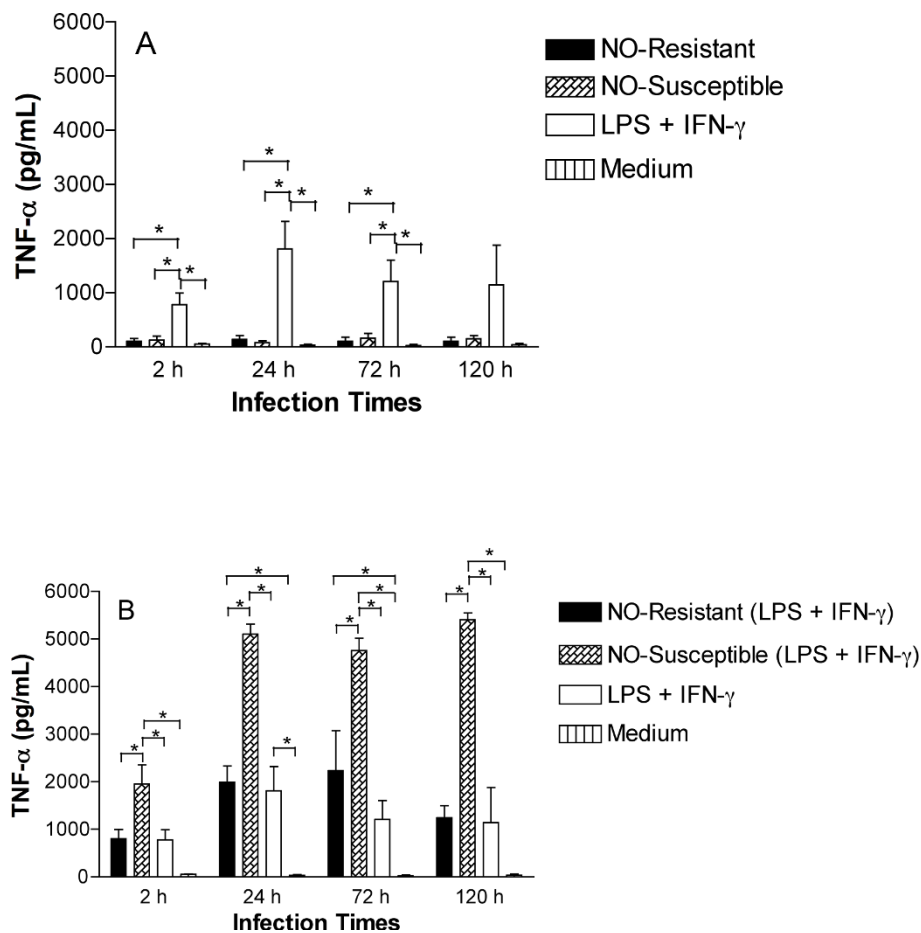 A
6000
5000
4000
3000
2000
1000
0
TNF-α (pg/mL)
* * *
* * *
* * *
2 h 24 h 72 h 120 h
Infection Times
NO-Resistant
NO-Susceptible
LPS + IFN-γ
Medium
B
6000
5000
4000
3000
2000
1000
0
TNF-α (pg/mL)
* * *
* * * *
* * * *
* * *
2 h 24 h 72 h 120 h
Infection Times
NO-Resistant (LPS + IFN-γ)
NO-Susceptible (LPS + IFN-γ)
LPS + IFN-γ
Medium